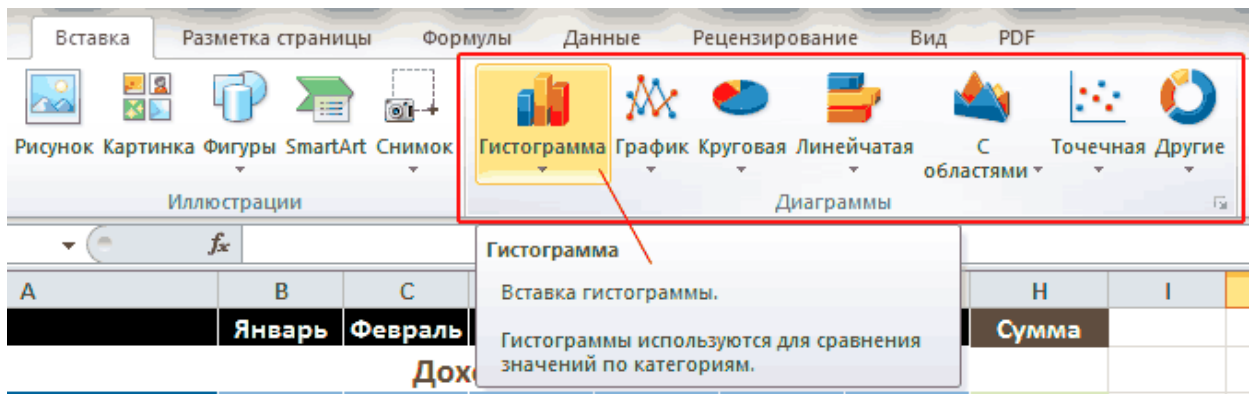 Вставка Разметка страницы Формулы Данные Рецензирование Вид PDF
Рисунок Картинка Фигуры SmartArt Снимок Гистограмма График Круговая Линейчатая С областями Точечная Другие
Иллюстрации Диаграммы
fx
Гистограмма
Вставка гистограммы.
Гистограммы используются для сравнения
значений по категориям.
A B C H I
Январь Февраль Сумма